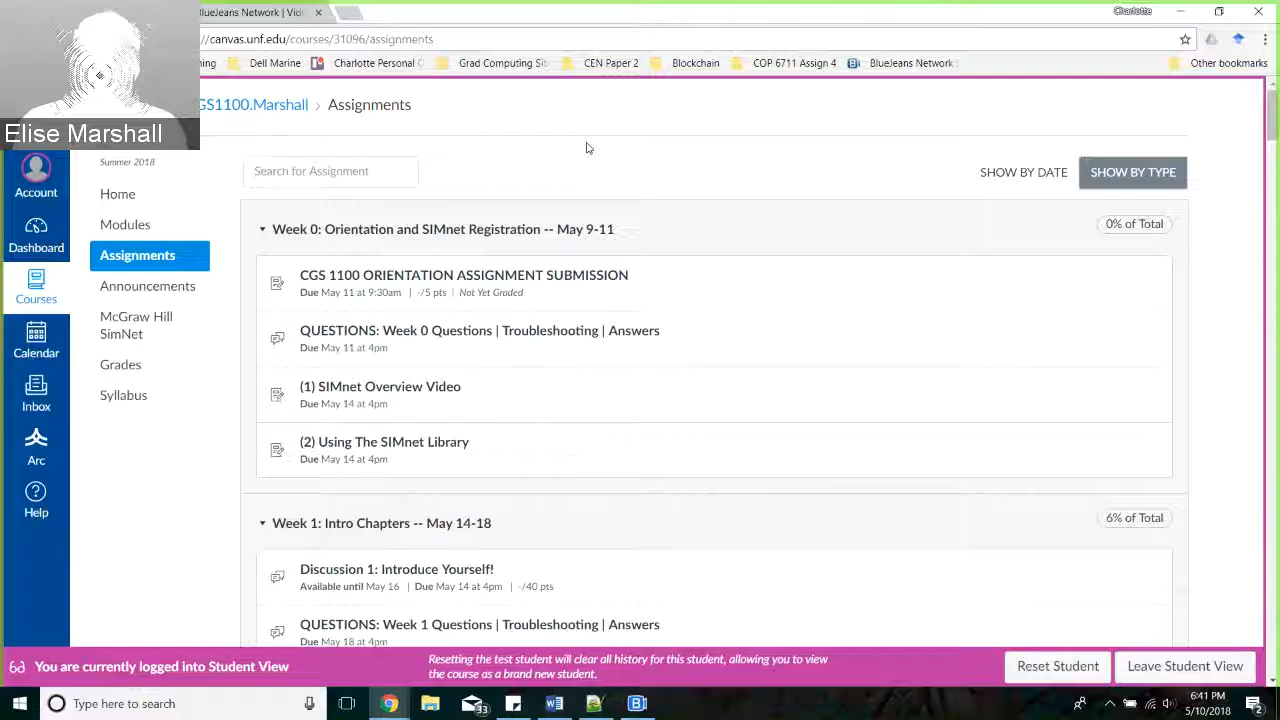 BlueJeans Network | Vid
Charlotte
//canvas.unf.edu/courses/31096/assignments
ning
Dell Marine
Charlotte Personal
Grad Computing Sit
CEN Paper 2
Blockchain
COP 6711 Assign 4
BlueJeans Network
Other bookmarks
GS1100.Marshall › Assignments
Elise Marshall
Summer 2018
Search for Assignment
SHOW BY DATE
SHOW BY TYPE
Account
Dashboard
Courses
Calendar
Inbox
Arc
Help
Home
Modules
Assignments
Announcements
McGraw Hill
SimNet
Grades
Syllabus
Week 0: Orientation and SIMnet Registration -- May 9-11
0% of Total
CGS 1100 ORIENTATION ASSIGNMENT SUBMISSION
Due May 11 at 9:30am | -/5 pts | Not Yet Graded
QUESTIONS: Week 0 Questions | Troubleshooting | Answers
Due May 11 at 4pm
(1) SIMnet Overview Video
Due May 14 at 4pm
(2) Using The SIMnet Library
Due May 14 at 4pm
Week 1: Intro Chapters -- May 14-18
6% of Total
Discussion 1: Introduce Yourself!
Available until May 16 | Due May 14 at 4pm | -/40 pts
QUESTIONS: Week 1 Questions | Troubleshooting | Answers
Due May 18 at 4pm
You are currently logged into Student View
Resetting the test student will clear all history for this student, allowing you to view
the course as a brand new student.
Reset Student
Leave Student View
Type here to search
33
6:41 PM
5/10/2018
2